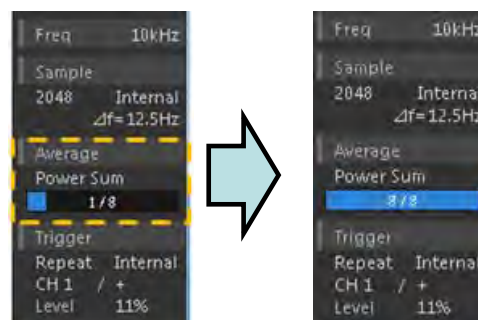 Freq 10kHz
Sample
2048 Internal
⊿f=12.5Hz
Average
Power Sum
1/8
Trigger
Repeat Internal
CH 1 / +
Level 11%
Freq 10kHz
Sample
2048 Internal
⊿f=12.5Hz
Average
Power Sum
8/8
Trigger
Repeat Internal
CH 1 / +
Level 11%